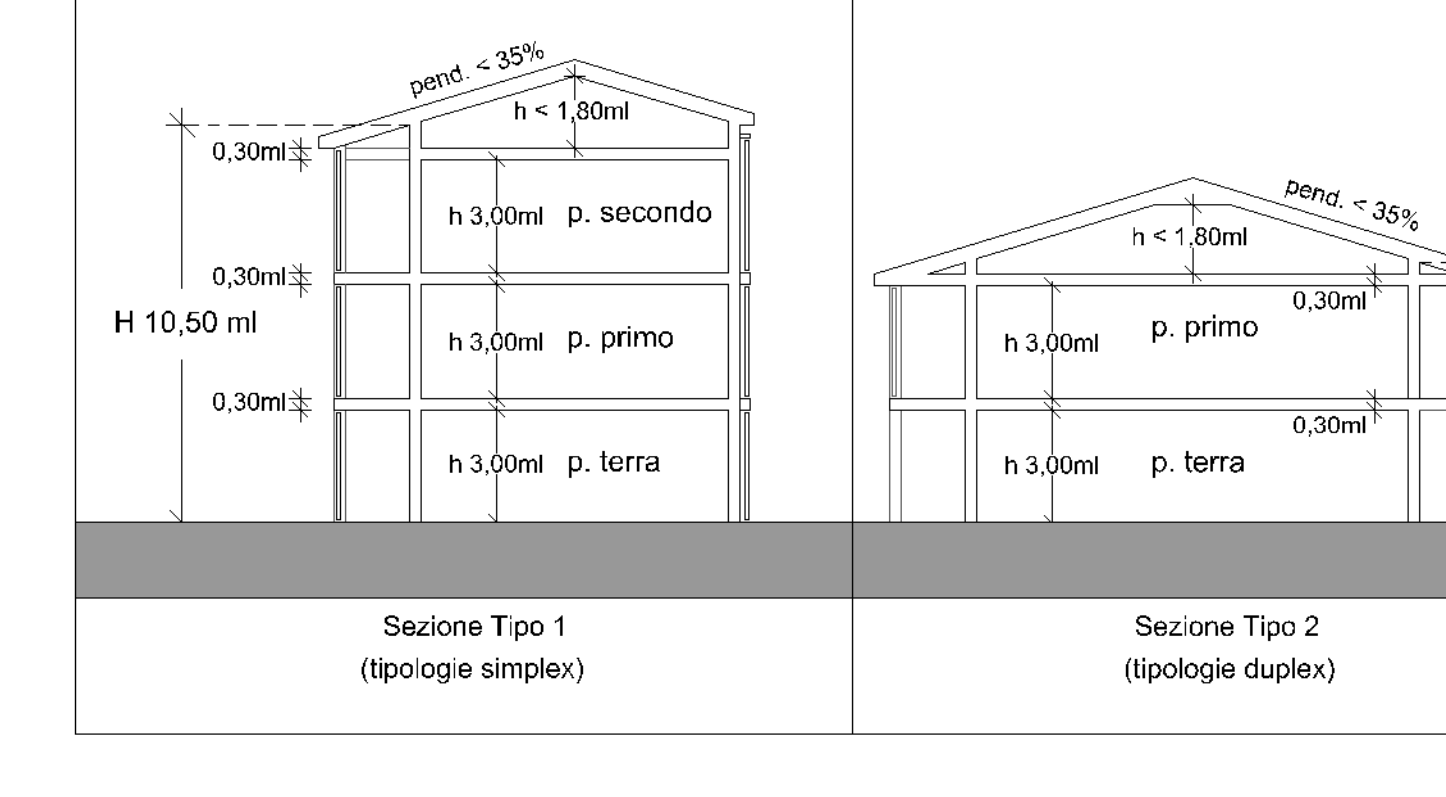 pend. < 35%
h < 1,80ml
0,30ml
h 3,00ml p. secondo
0,30ml
H 10,50 ml
h 3,00ml p. primo
0,30ml
h 3,00ml p. terra
Sezione Tipo 1
(tipologie simplex)
pend. < 35%
h < 1,80ml
0,30ml
p. primo
h 3,00ml
0,30ml
h 3,00ml p. terra
Sezione Tipo 2
(tipologie duplex)